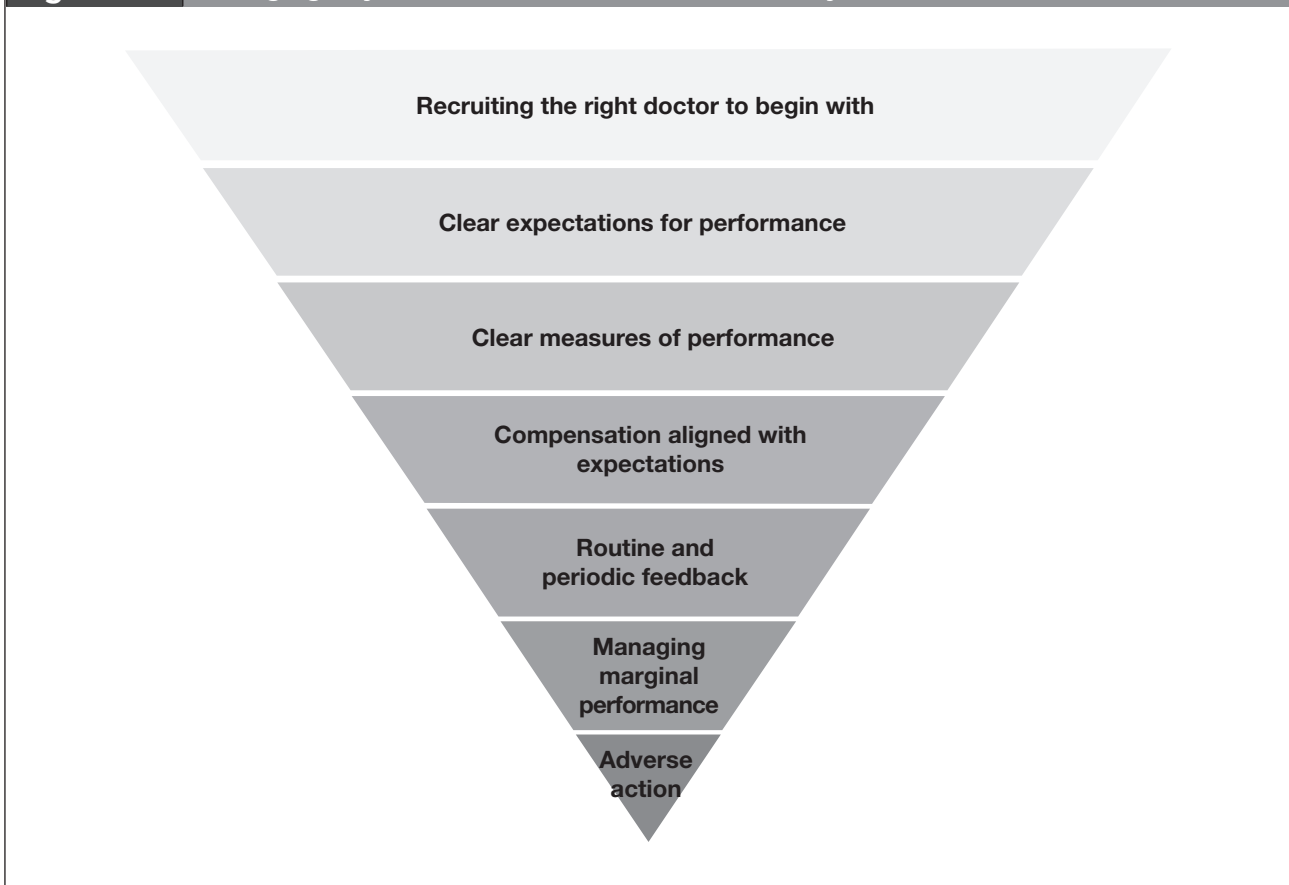 Recruiting the right doctor to begin with
Clear expectations for performance
Clear measures of performance
Compensation aligned with
expectations
Routine and
periodic feedback
Managing
marginal
performance
Adverse
action